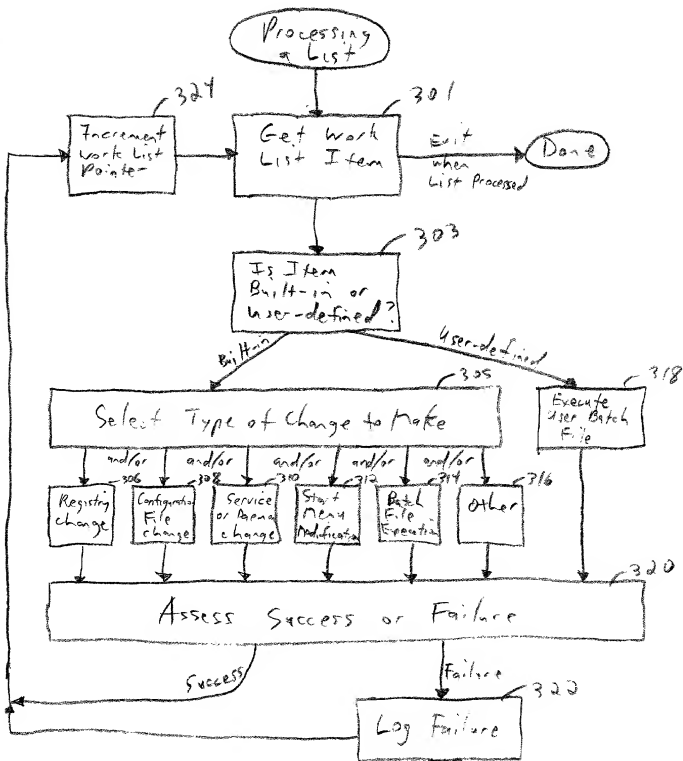 Processing
a List
324
301
Increment
Work List
Pointer
Get Work
List Item
Exit
when
List Processed
Done
303
Is Item
Built-in or
User-defined?
Built-in
User-defined
305
318
Select Type of Change to Make
Execute
User Batch
File
and/or and/or and/or and/or and/or
306 308 310 312 314 316
Registry
Change
Configuration
File
Change
Service
or Daemon
change
Start
Menu
Modification
Batch
File
Execution
Other
320
Assess Success or Failure
Success
Failure
322
Log Failure